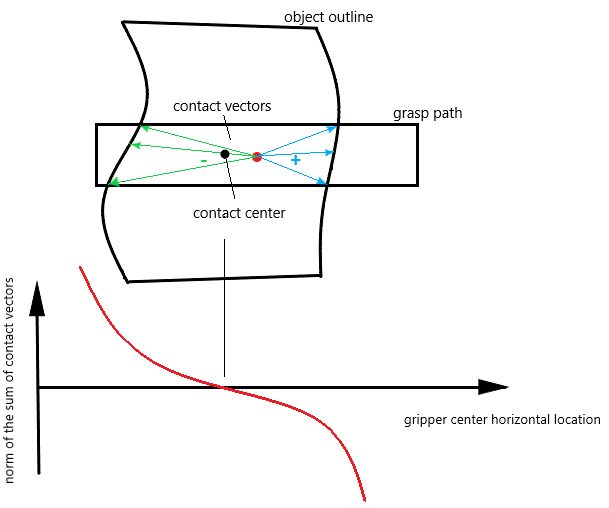 object outline
contact vectors
grasp path
-
+
contact center
norm of the sum of contact vectors
gripper center horizontal location